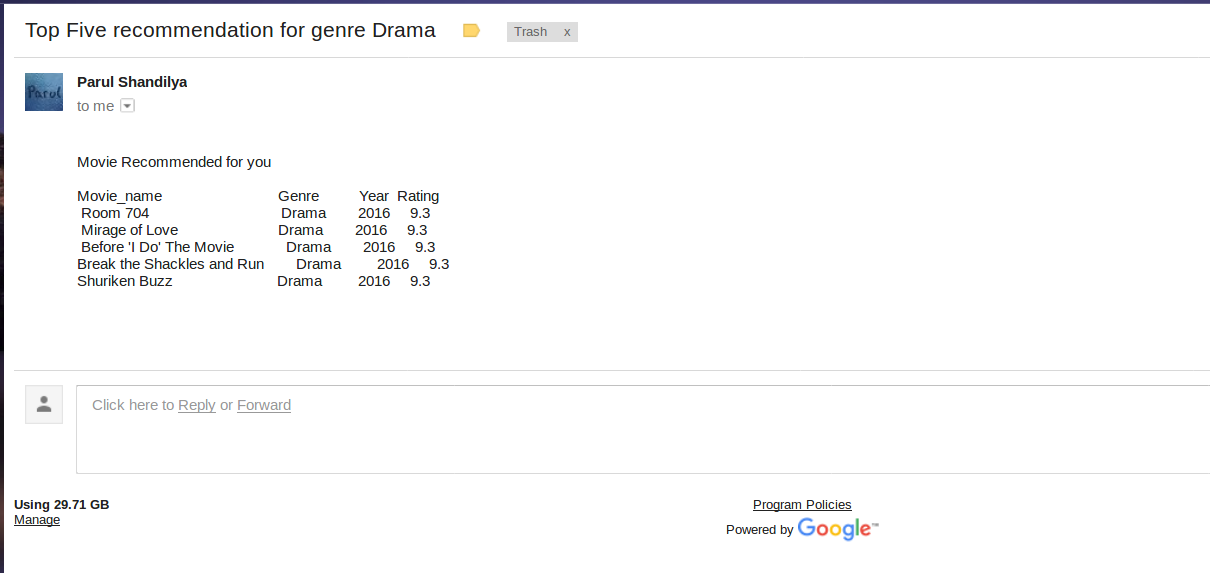 Top Five recommendation for genre Drama
Trash x
Parul
Parul Shandilya
to me
Movie Recommended for you
Movie_name Genre Year Rating
Room 704 Drama 2016 9.3
Mirage of Love Drama 2016 9.3
Before 'I Do' The Movie Drama 2016 9.3
Break the Shackles and Run Drama 2016 9.3
Shuriken Buzz Drama 2016 9.3
Click here to Reply or Forward
Using 29.71 GB
Manage
Program Policies
Powered by Google™